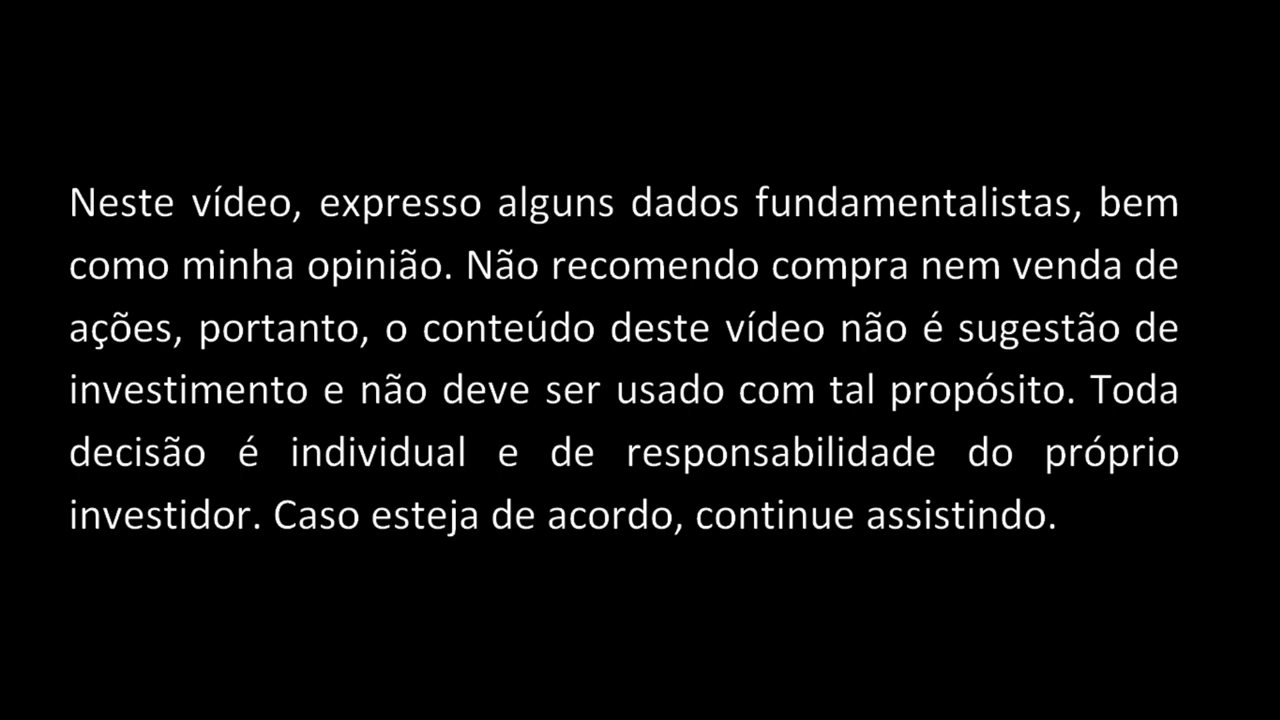 Neste vídeo, expresso alguns dados fundamentalistas, bem
como minha opinião. Não recomendo compra nem venda de
ações, portanto, o conteúdo deste vídeo não é sugestão de
investimento e não deve ser usado com tal propósito. Toda
decisão é individual e de responsabilidade do próprio
investidor. Caso esteja de acordo, continue assistindo.